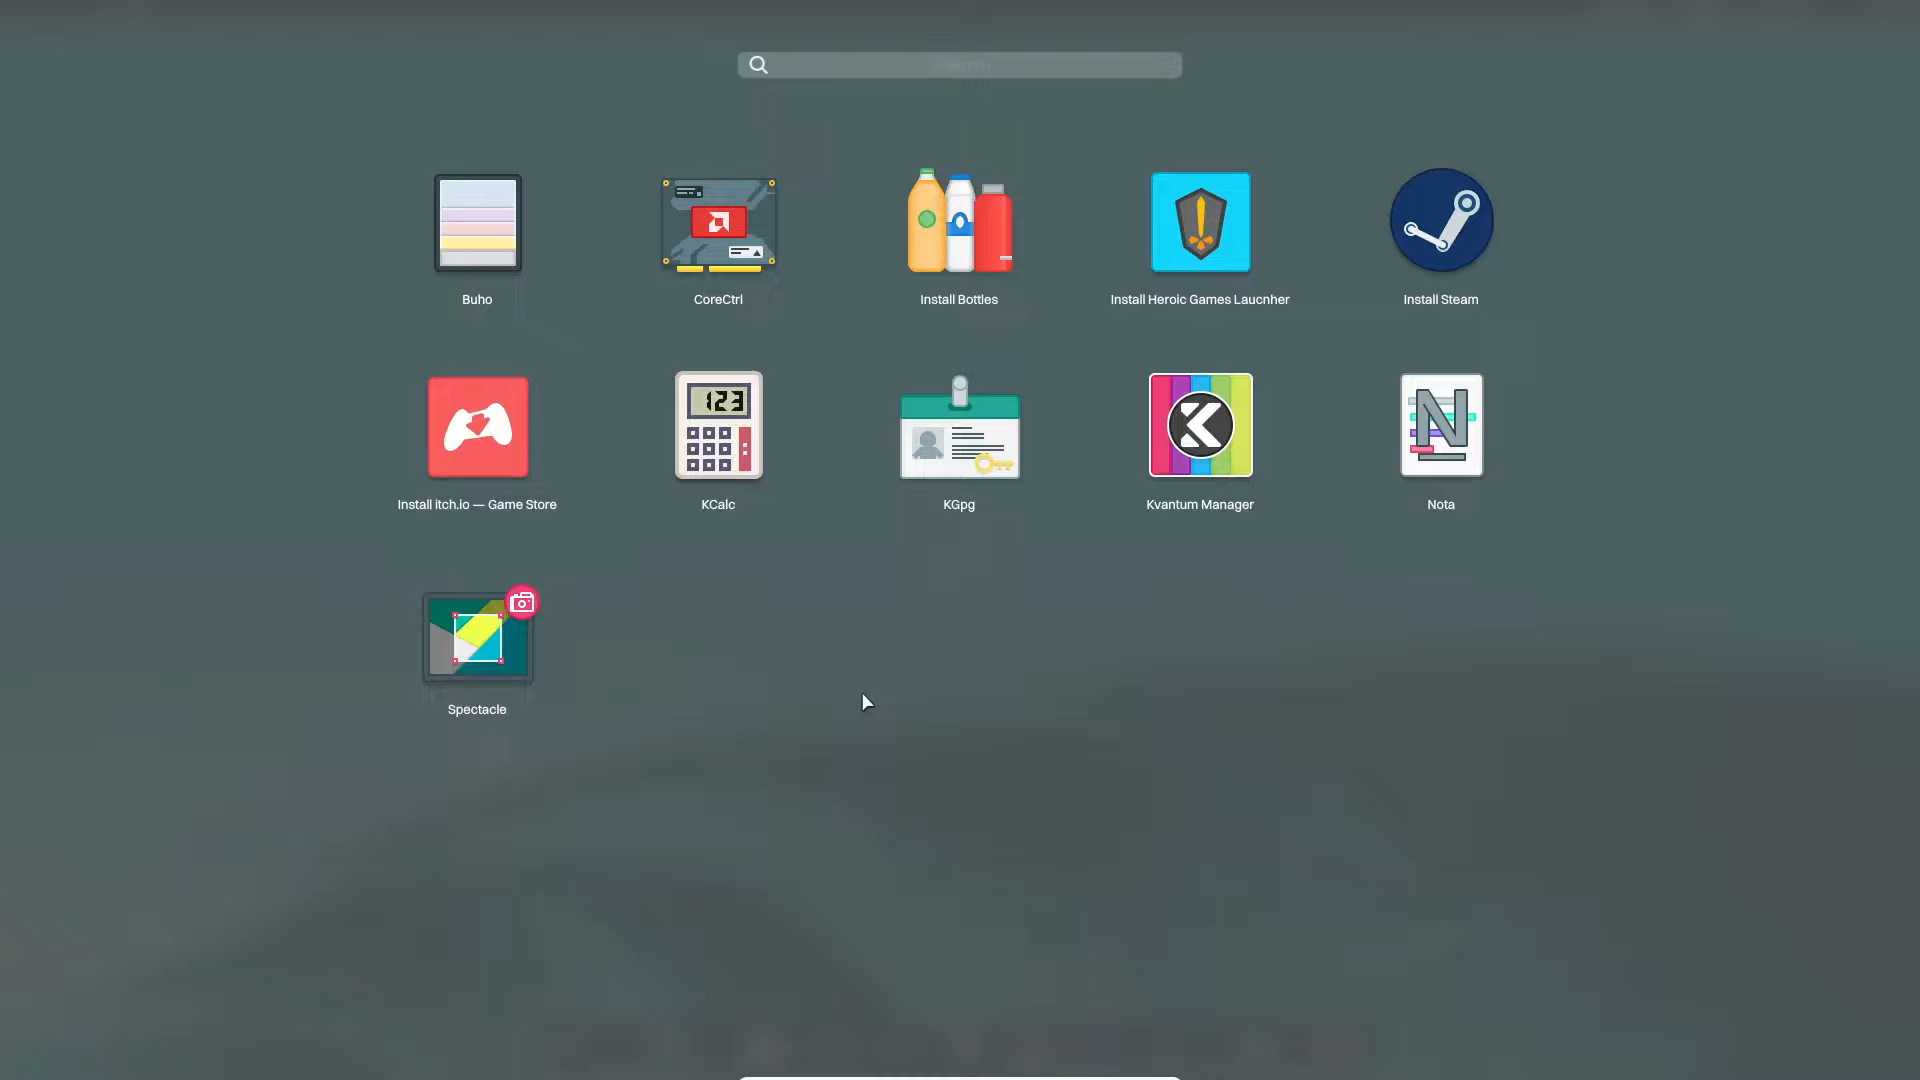 Buho
CoreCtrl
Install Bottles
Install Heroic Games Laucnher
Install Steam
123
Install itch.io — Game Store
KCalc
KGpg
Kvantum Manager
N
Nota
Spectacle